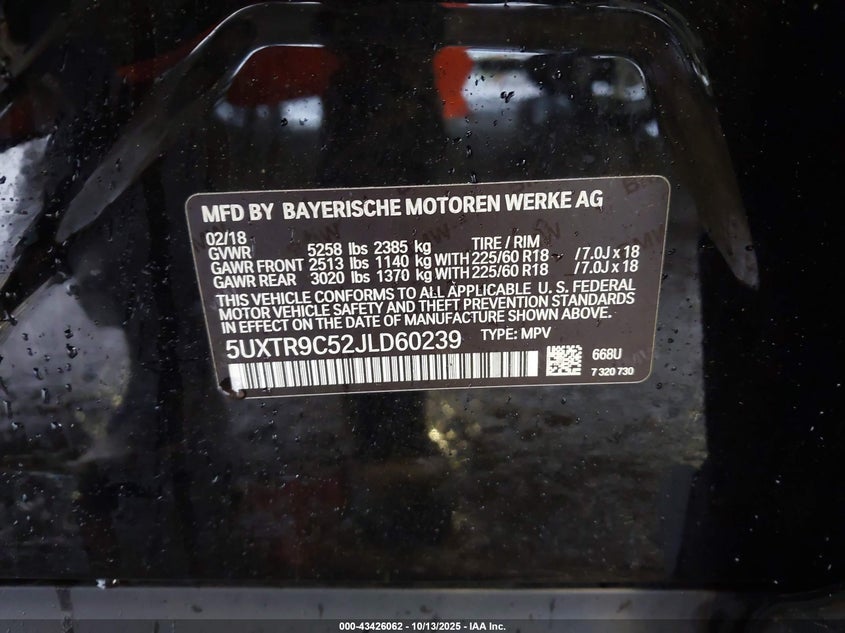 MFD BY BAYERISCHE MOTOREN WERKE AG
02/18 TIRE / RIM
GVWR 5258 lbs 2385 kg
GAWR FRONT 2513 lbs 1140 kg WITH 225/60 R18 /7.0J x 18
GAWR REAR 3020 lbs 1370 kg WITH 225/60 R18 /7.0J x 18
THIS VEHICLE CONFORMS TO ALL APPLICABLE U. S. FEDERAL
MOTOR VEHICLE SAFETY AND THEFT PREVENTION STANDARDS
IN EFFECT ON THE DATE OF MANUFACTURE SHOWN ABOVE.
5UXTR9C52JLD60239 TYPE: MPV
668U
7 320 730
000-43426062 - 10/13/2025 - IAA Inc.